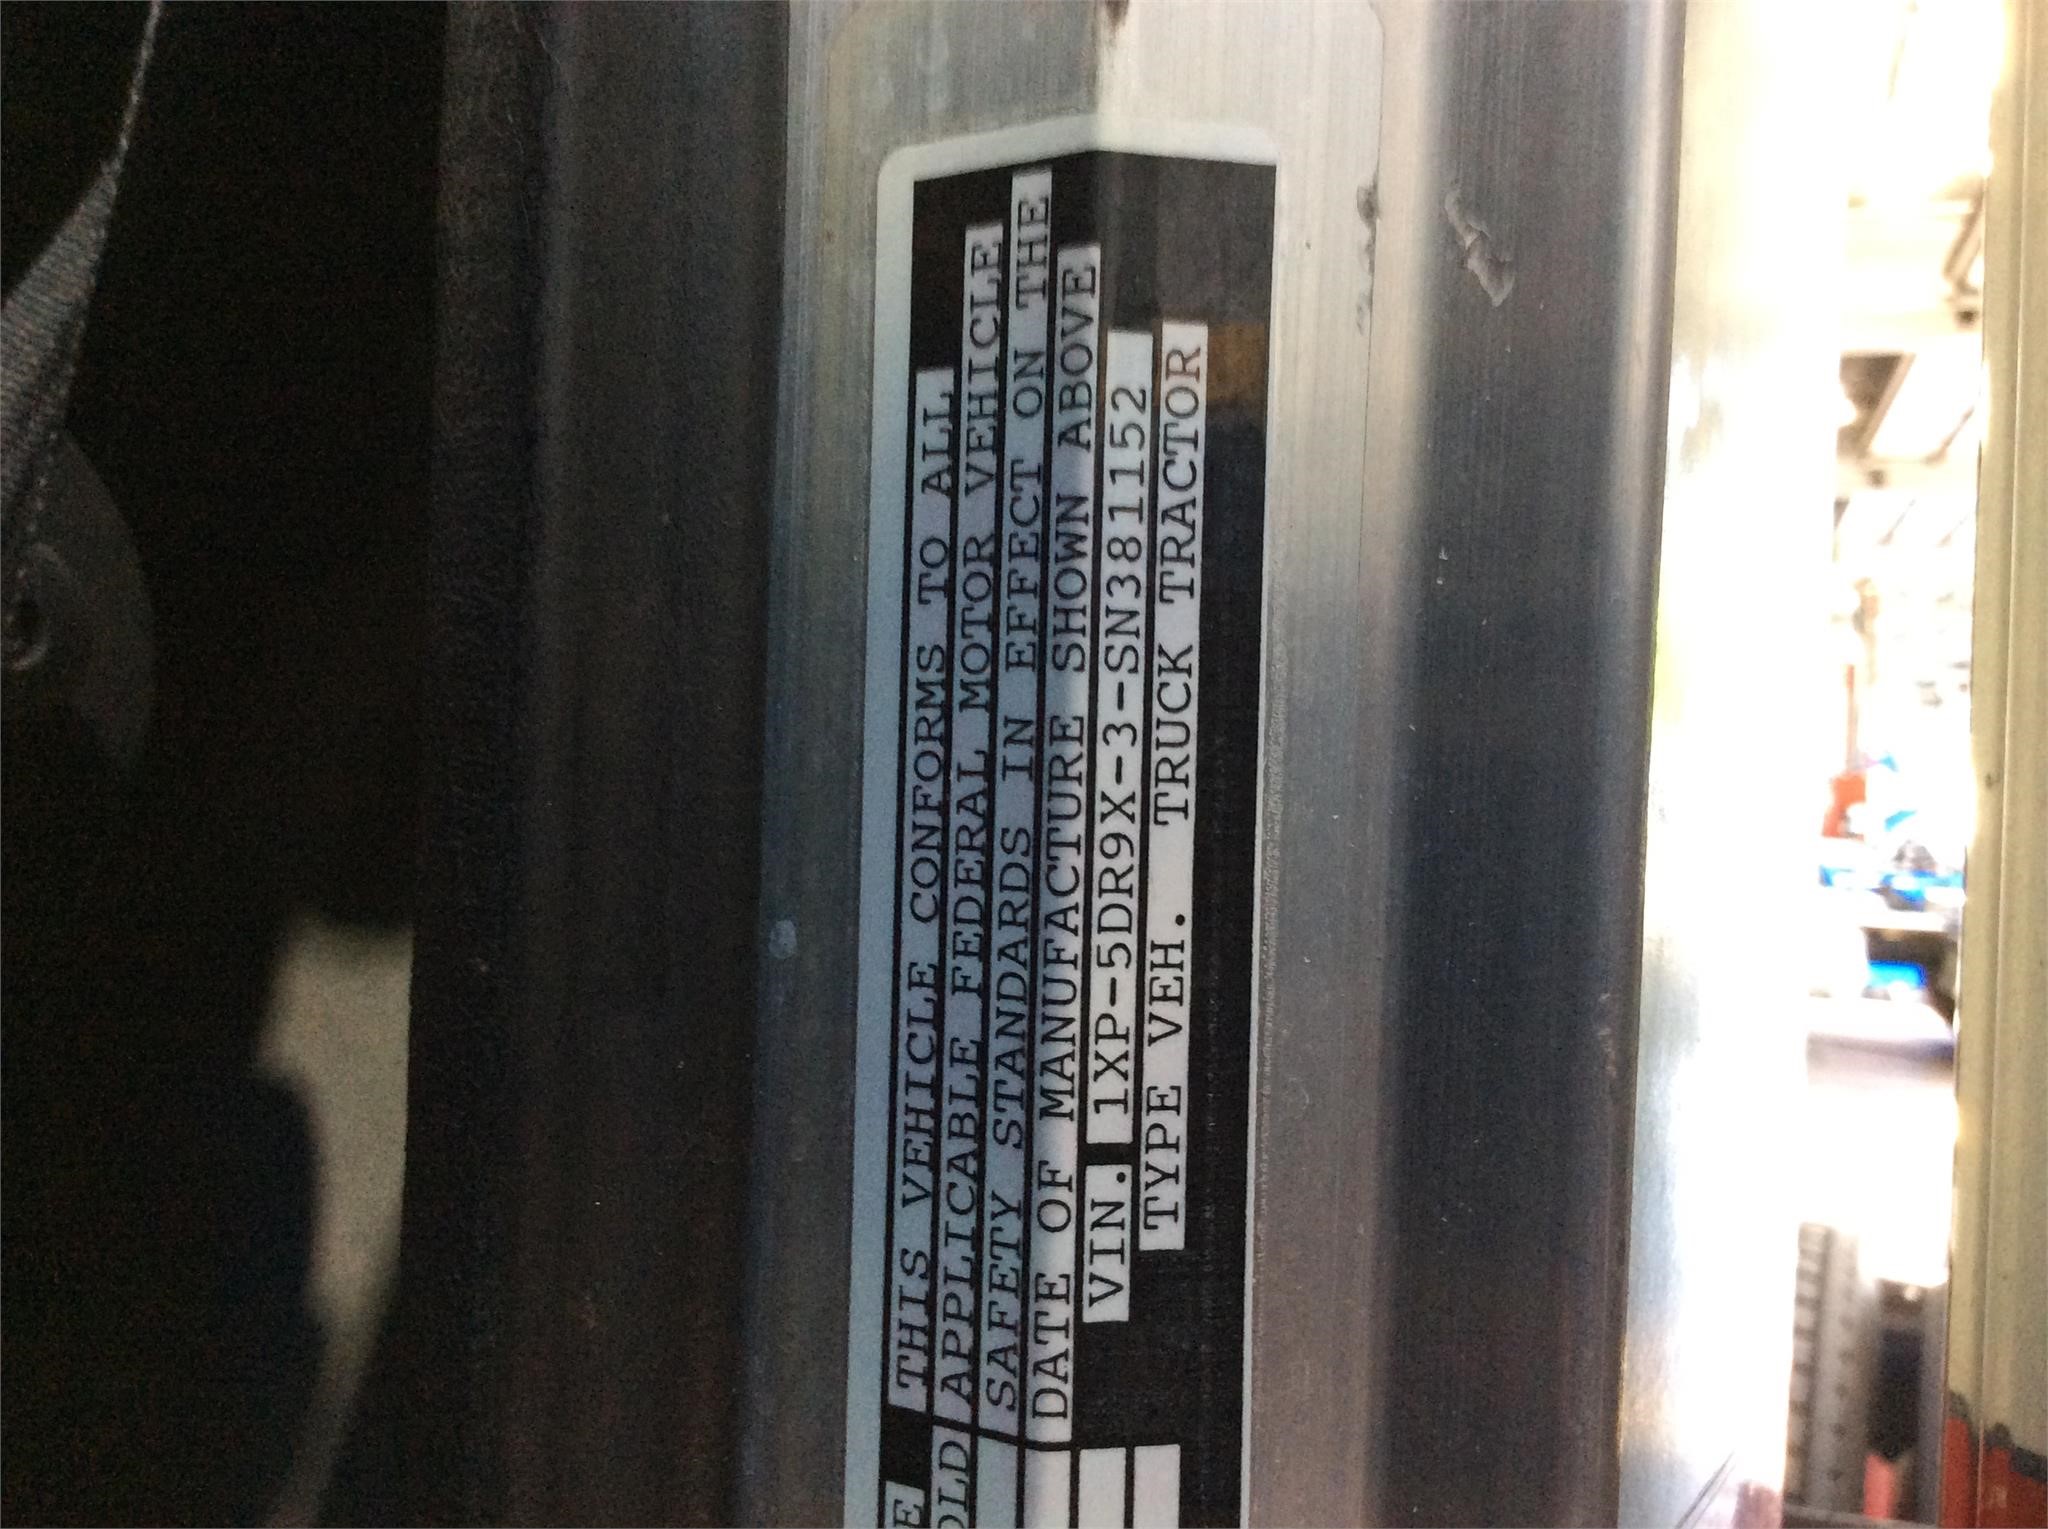 THIS VEHICLE CONFORMS TO ALL
APPLICABLE FEDERAL MOTOR VEHICLE
SAFETY STANDARDS IN EFFECT ON THE
DATE OF MANUFACTURE SHOWN ABOVE
VIN. 1XP-5DR9X-3-SN381152
TYPE VEH. TRUCK TRACTOR